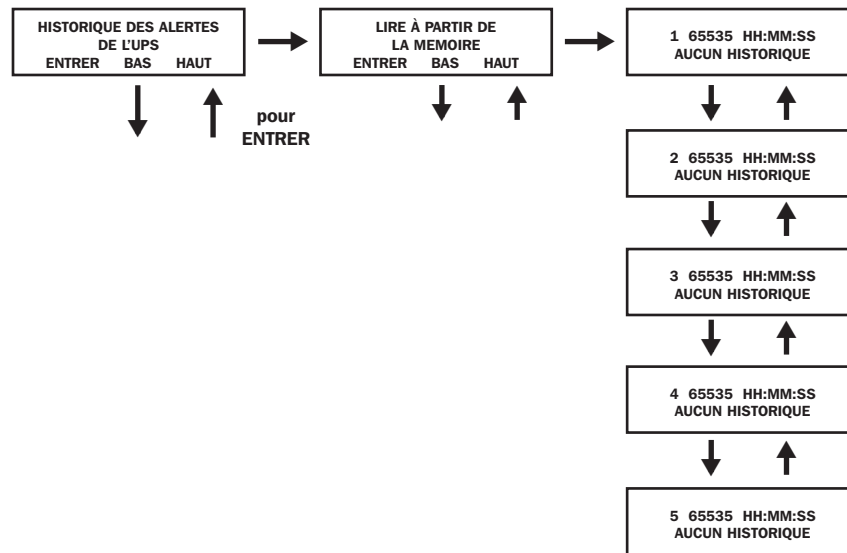 HISTORIQUE DES ALERTES
DE L'UPS
ENTRER BAS HAUT
pour
ENTRER
LIRE À PARTIR DE
LA MEMOIRE
ENTRER BAS HAUT
1 65535 HH:MM:SS
AUCUN HISTORIQUE
2 65535 HH:MM:SS
AUCUN HISTORIQUE
3 65535 HH:MM:SS
AUCUN HISTORIQUE
4 65535 HH:MM:SS
AUCUN HISTORIQUE
5 65535 HH:MM:SS
AUCUN HISTORIQUE